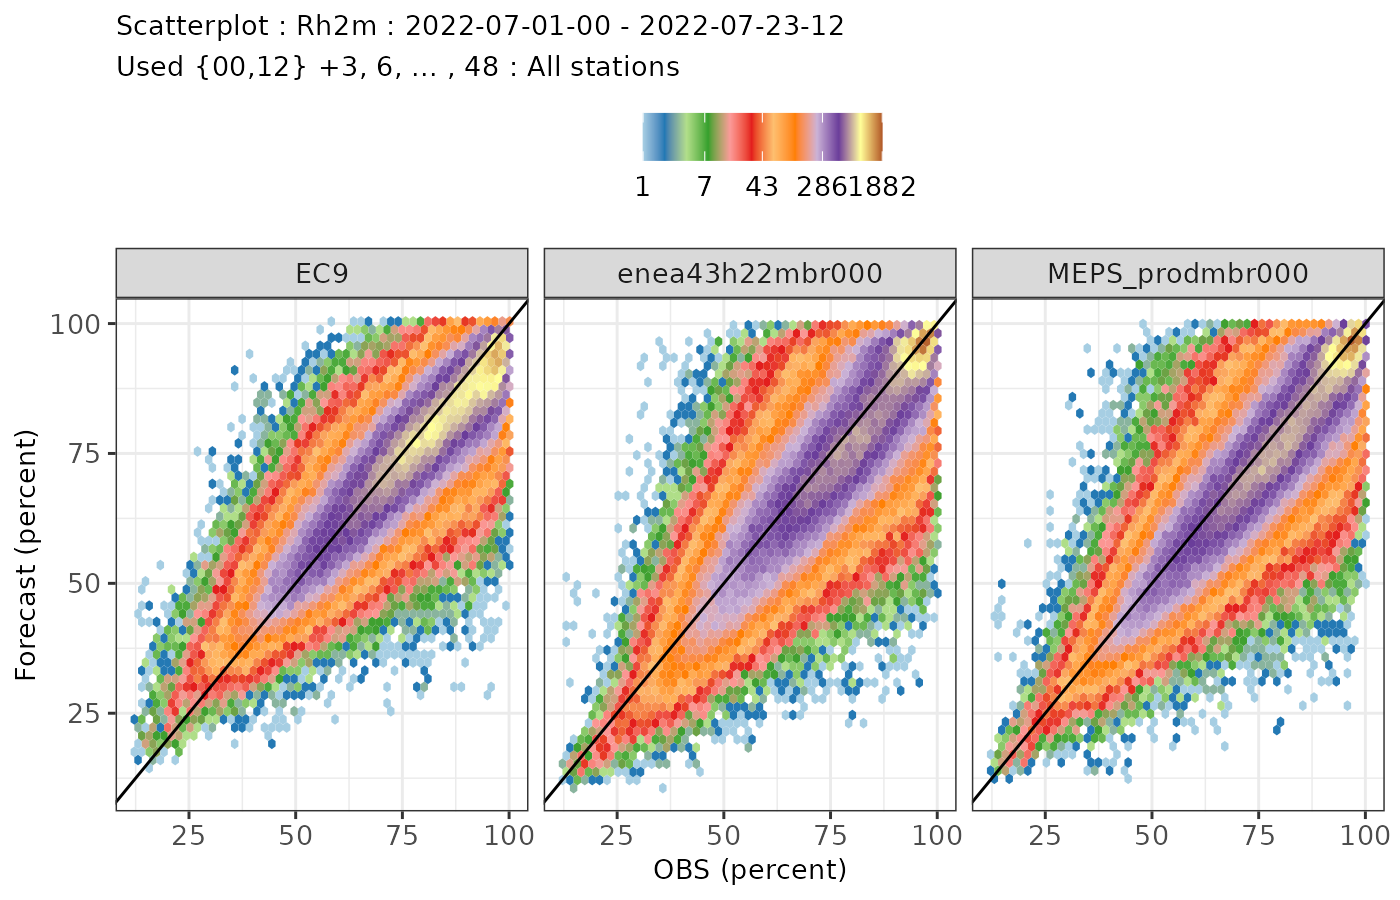 Scatterplot : Rh2m : 2022-07-01-00 - 2022-07-23-12
Used {00,12} +3, 6, ... , 48 : All stations
1 7 43 286 1882
EC9 enea43h22mbr000 MEPS_prodmbr000
Forecast (percent)
100
75
50
25
25 50 75 100 25 50 75 100 25 50 75 100
OBS (percent)